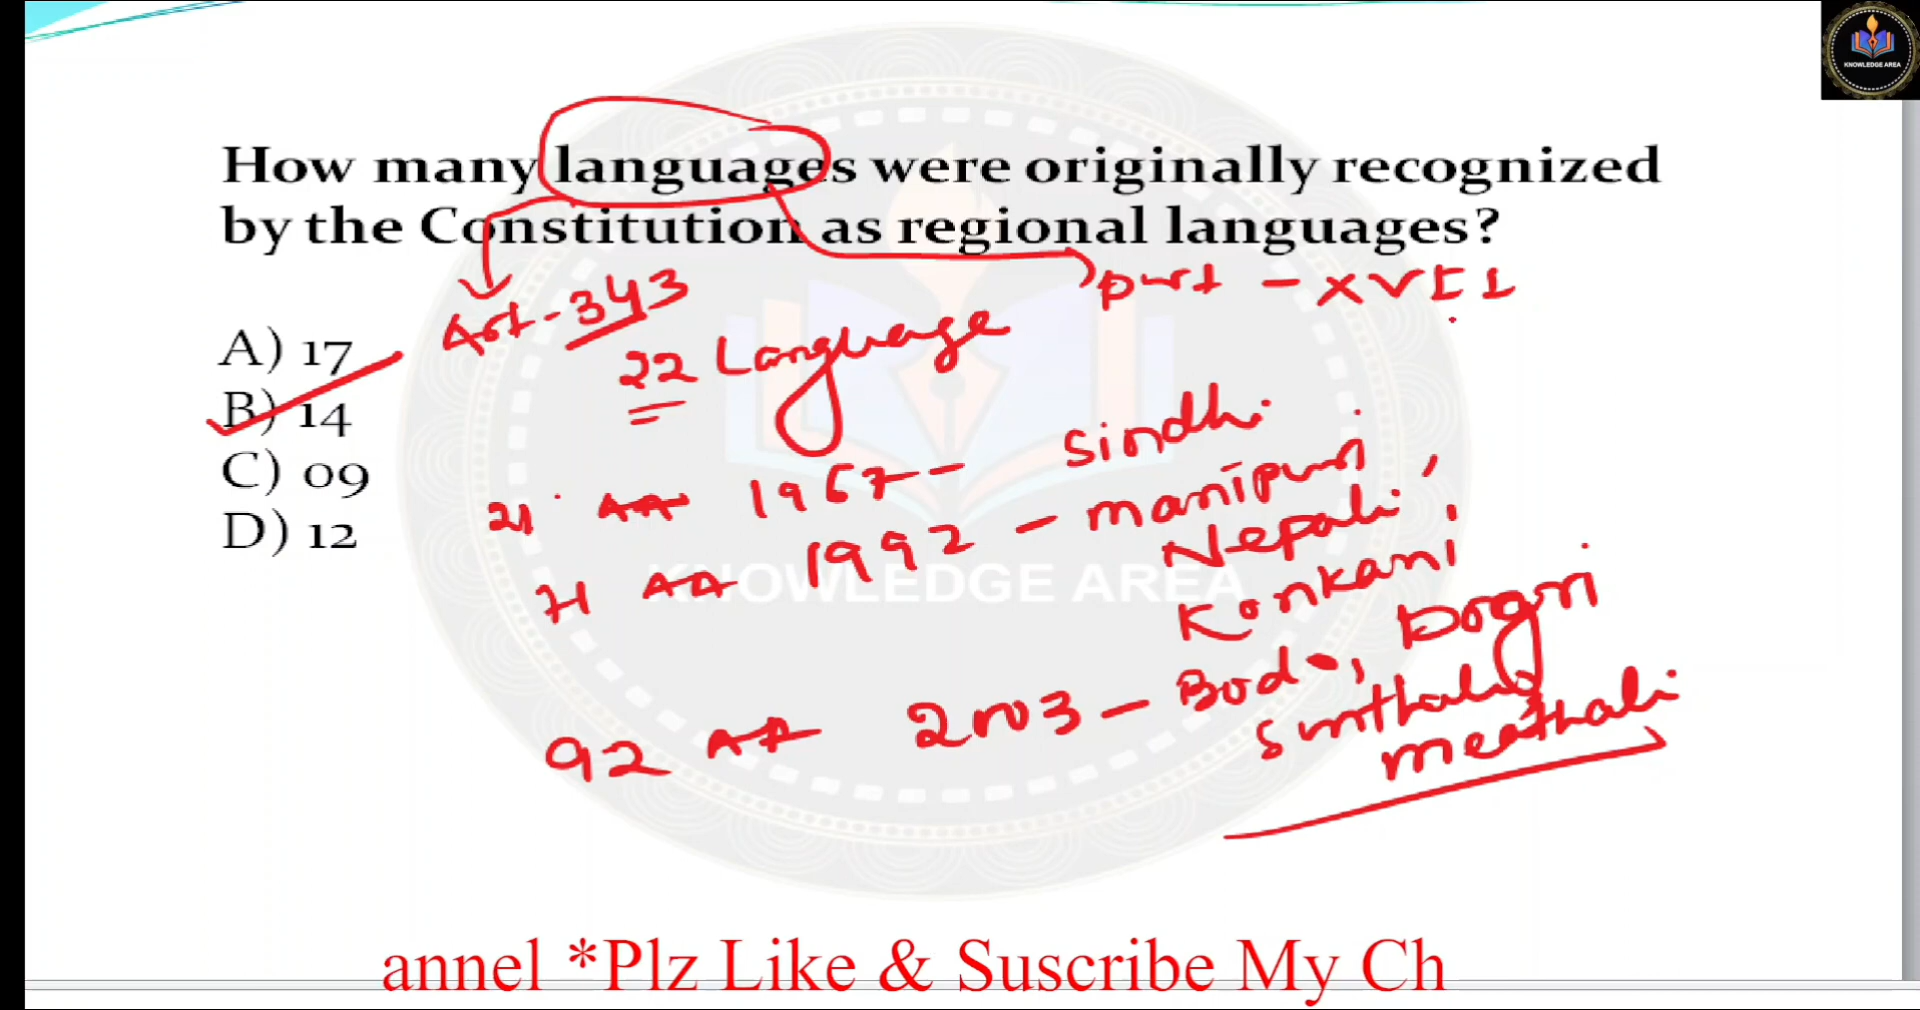 KNOWLEDGE AREA
How many languages were originally recognized
by the Constitution as regional languages?
part - XVII
Art - 343
A) 17
22 Language
B) 14
C) 09
D) 12
21 AA 1967 - Sindhi
71 AA 1992 - manipuri,
Nepali,
Konkani
KNOWLEDGE AREA
92 AA 2003 - Bodo, Dogri
Santhali
meathali
annel *Plz Like & Suscribe My Ch